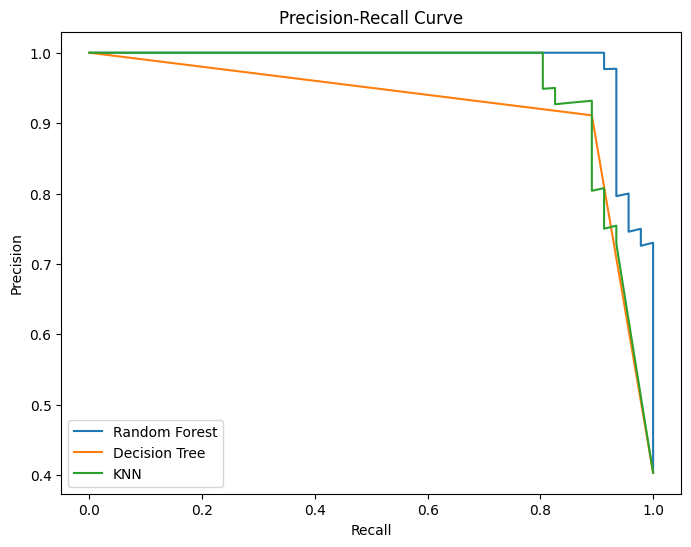 Precision-Recall Curve
Precision
1.0
0.9
0.8
0.7
0.6
0.5
0.4
Random Forest
Decision Tree
KNN
0.0 0.2 0.4 0.6 0.8 1.0
Recall